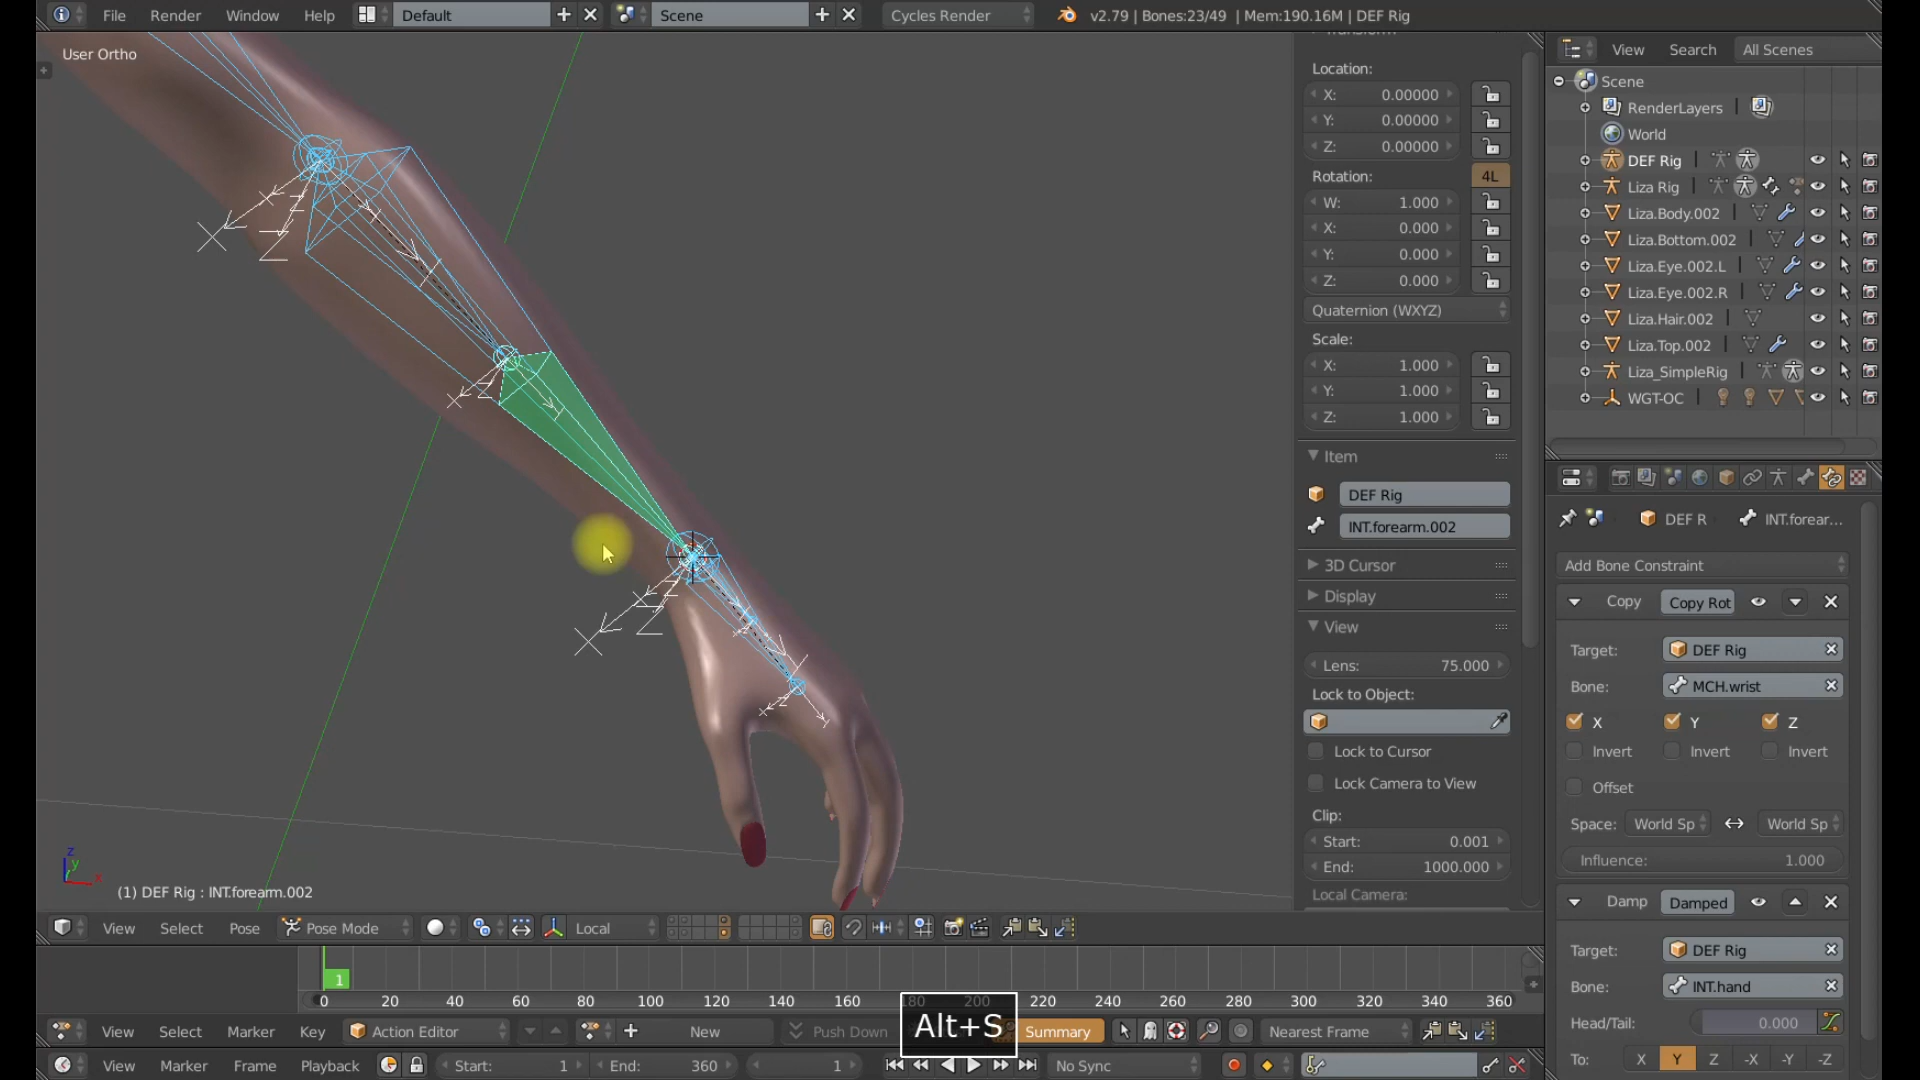 File Render Window Help Default Scene Cycles Render v2.79 | Bones:23/49 | Mem:190.16M | DEF Rig
User Ortho
Location:
X: 0.00000
Y: 0.00000
Z: 0.00000
Rotation: 4L
W: 1.000
X: 0.000
Y: 0.000
Z: 0.000
Quaternion (WXYZ)
Scale:
X: 1.000
Y: 1.000
Z: 1.000
Item
DEF Rig
INT.forearm.002
3D Cursor
Display
View
Lens: 75.000
Lock to Object:
Lock to Cursor
Lock Camera to View
Clip:
Start: 0.001
End: 1000.000
Local Camera:
View Search All Scenes
Scene
RenderLayers
World
DEF Rig
Liza Rig
Liza.Body.002
Liza.Bottom.002
Liza.Eye.002.L
Liza.Eye.002.R
Liza.Hair.002
Liza.Top.002
Liza_SimpleRig
WGT-OC
DEF R INT.forear...
Add Bone Constraint
Copy Copy Rot
Target: DEF Rig
Bone: MCH.wrist
X Y Z
Invert Invert Invert
Offset
Space: World Sp World Sp
Influence: 1.000
Damp Damped
Target: DEF Rig
Bone: INT.hand
Head/Tail: 0.000
To: X Y Z -X -Y -Z
X Z X Z X Z X Y
z y x
(1) DEF Rig : INT.forearm.002
View Select Pose Pose Mode Local
1
0 20 40 60 80 100 120 140 160 180 200 220 240 260 280 300 320 340 360
Alt+S
View Select Marker Key Action Editor New Push Down Summary Nearest Frame
View Marker Frame Playback Start: 1 End: 360 1 No Sync